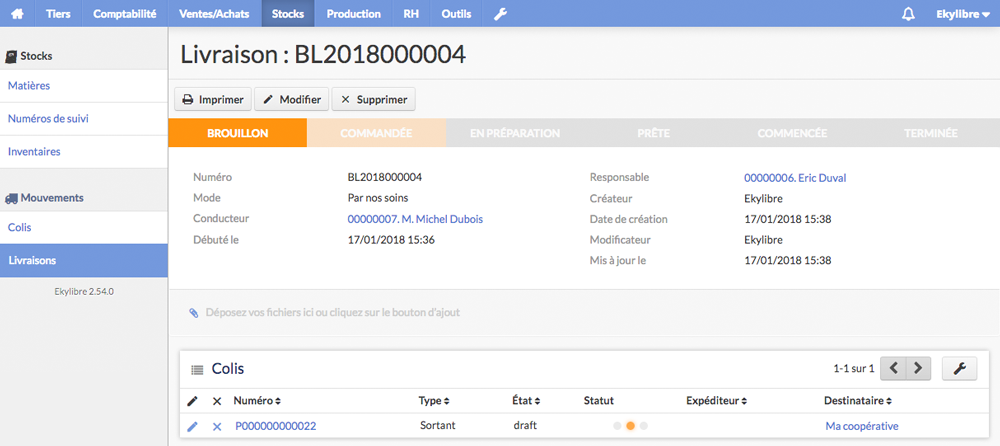 Tiers Comptabilité Ventes/Achats Stocks Production RH Outils Ekylibre
Stocks
Matières
Numéros de suivi
Inventaires
Mouvements
Colis
Livraisons
Ekylibre 2.54.0
Livraison : BL2018000004
Imprimer Modifier Supprimer
BROUILLON COMMANDÉE EN PRÉPARATION PRÊTE COMMENCÉE TERMINÉE
Numéro BL2018000004
Mode Par nos soins
Conducteur 00000007. M. Michel Dubois
Débuté le 17/01/2018 15:36
Responsable 00000006. Eric Duval
Créateur Ekylibre
Date de création 17/01/2018 15:38
Modificateur Ekylibre
Mis à jour le 17/01/2018 15:38
Déposez vos fichiers ici ou cliquez sur le bouton d'ajout
Colis 1-1 sur 1
Numéro Type État Statut Expéditeur Destinataire
P000000000022 Sortant draft Ma coopérative